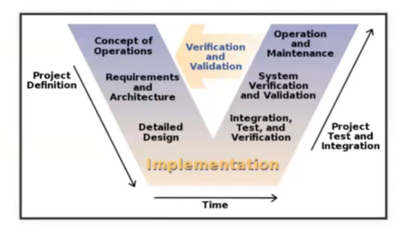 Concept of
Operations
Verification
and
Validation
Operation
and
Maintenance
Project
Definition
Requirements
and
Architecture
System
Verification
and Validation
Detailed
Design
Integration,
Test, and
Verification
Project
Test and
Integration
Implementation
Time